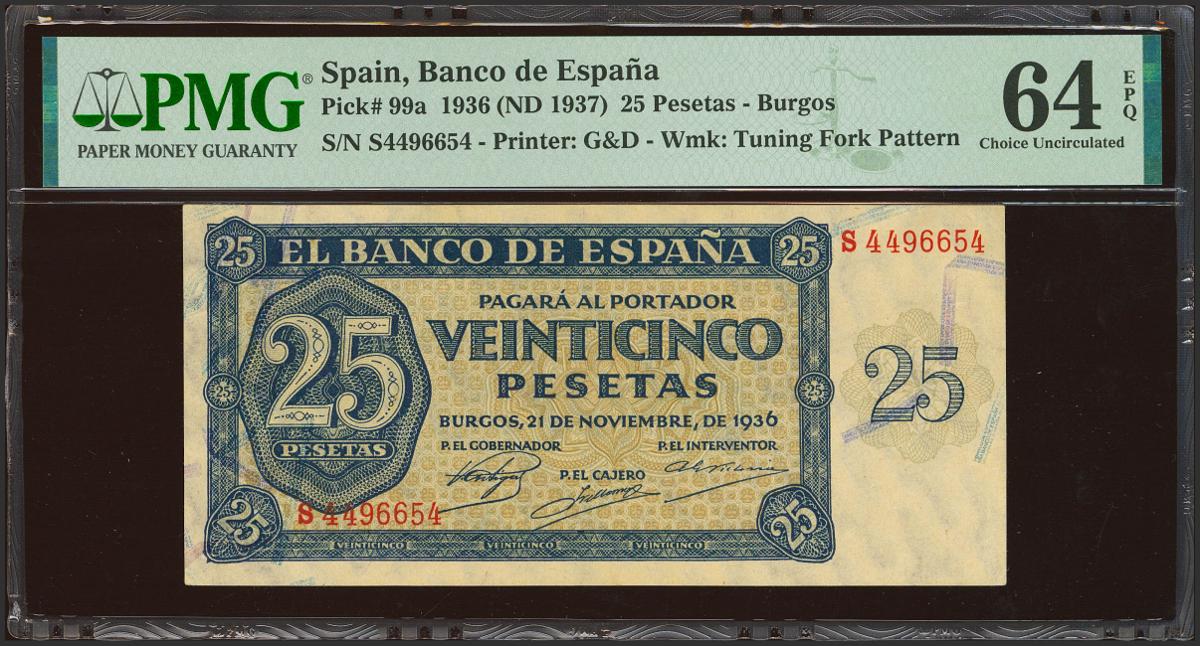 PMG®
PAPER MONEY GUARANTY
Spain, Banco de España
Pick# 99a 1936 (ND 1937) 25 Pesetas - Burgos
S/N S4496654 - Printer: G&D - Wmk: Tuning Fork Pattern
64 EPQ
Choice Uncirculated
25 EL BANCO DE ESPAÑA 25
S 4496654
PAGARÁ AL PORTADOR
VEINTICINCO
PESETAS
25
PESETAS
25
25
25
BURGOS, 21 DE NOVIEMBRE, DE 1936
P. EL GOBERNADOR
P. EL INTERVENTOR
P. EL CAJERO
S 4496654
25
25
VEINTICINCO VEINTICINCO VEINTICINCO